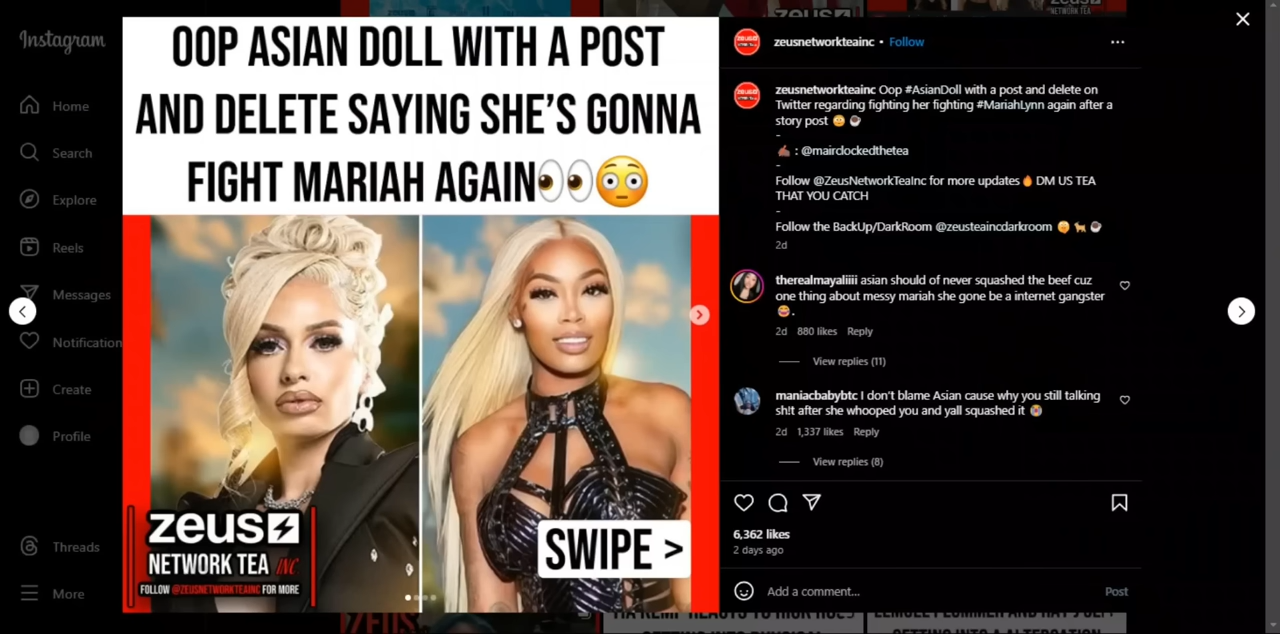 Instagram
Home
Search
Explore
Reels
Messages
Notification
Create
Profile
Threads
More
OOP ASIAN DOLL WITH A POST
AND DELETE SAYING SHE'S GONNA
FIGHT MARIAH AGAIN👀😳
zeus
NETWORK TEA INC
FOLLOW @ZEUSNETWORKTEAINC FOR MORE
SWIPE >
zeusnetworkteainc • Follow
zeusnetworkteainc Oop #AsianDoll with a post and delete on
Twitter regarding fighting her fighting #MariahLynn again after a
story post 😳 ☕
-
✍🏾 : @mairclockedthetea
-
Follow @ZeusNetworkTeaInc for more updates🔥 DM US TEA
THAT YOU CATCH
-
Follow the BackUp/DarkRoom @zeusteaincdarkroom 🤭 🐈 ☕
2d
therealmayaliiii asian should of never squashed the beef cuz
one thing about messy mariah she gone be a internet gangster
😂.
2d 880 likes Reply
View replies (11)
maniacbabybtc I don't blame Asian cause why you still talking
sh!t after she whooped you and yall squashed it 😭
2d 1,337 likes Reply
View replies (8)
6,362 likes
2 days ago
Add a comment... Post
ZEUS
NETWORK TEA